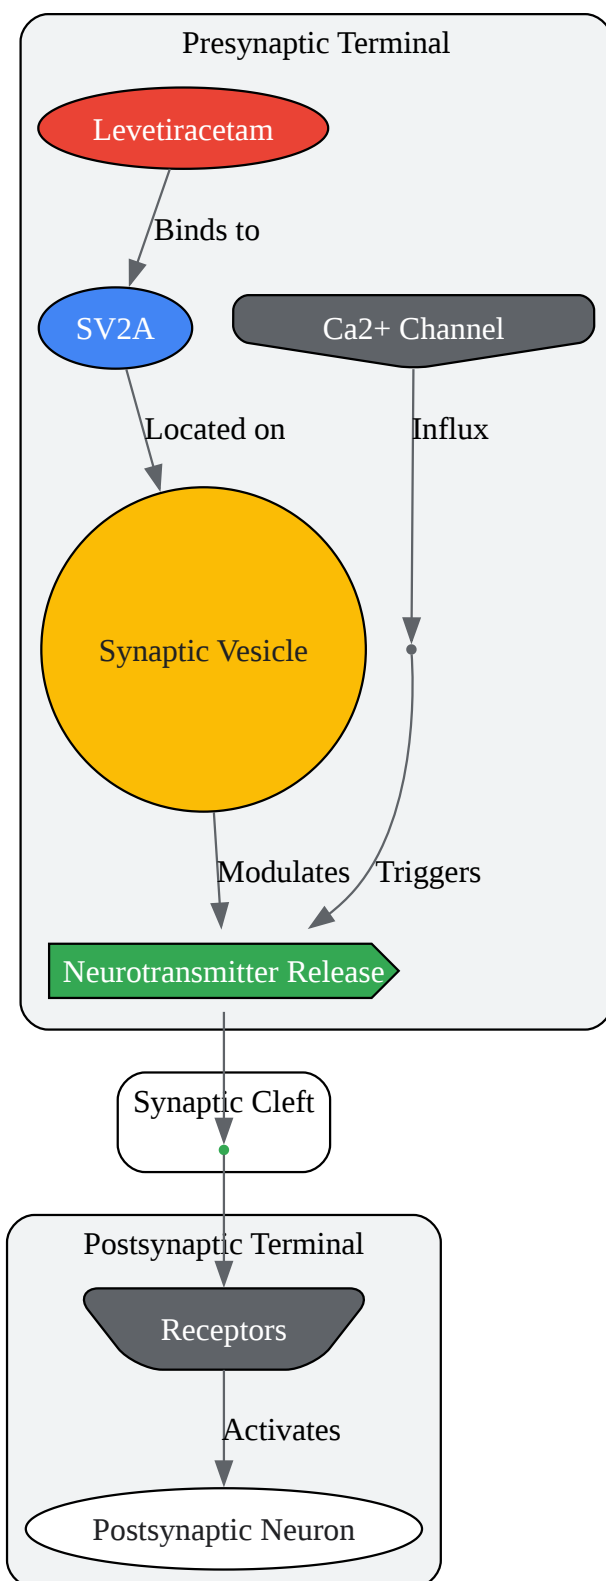 Presynaptic Terminal
Levetiracetam
Binds to
SV2A
Ca2+ Channel
Located on
Influx
Synaptic Vesicle
Modulates
Triggers
Neurotransmitter Release
Synaptic Cleft
Postsynaptic Terminal
Receptors
Activates
Postsynaptic Neuron